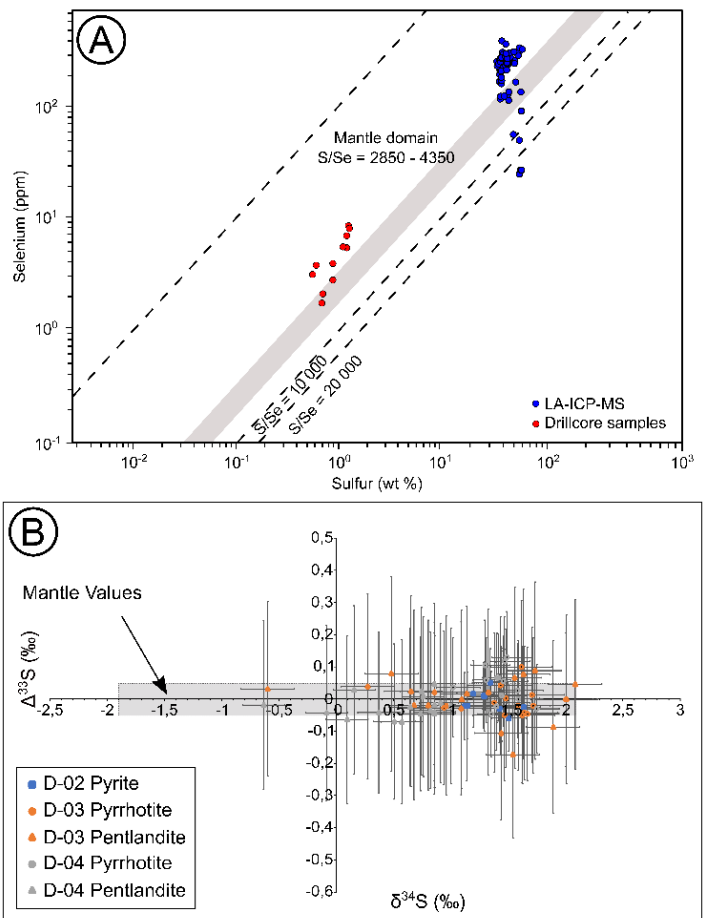 A
10²
10¹
10⁰
10⁻¹
Selenium (ppm)
Mantle domain
S/Se = 2850 - 4350
S/Se = 10 000
S/Se = 20 000
LA-ICP-MS
Drillcore samples
10⁻²
10⁻¹
10⁰
10¹
10²
10³
Sulfur (wt %)
B
Mantle Values
Δ³³S (‰)
0,5
0,4
0,3
0,2
0,1
0
-0,1
-0,2
-0,3
-0,4
-0,5
-0,6
-2,5
-2
-1,5
-1
-0,5
0
0,5
1
1,5
2
2,5
3
D-02 Pyrite
D-03 Pyrrhotite
D-03 Pentlandite
D-04 Pyrrhotite
D-04 Pentlandite
δ³⁴S (‰)